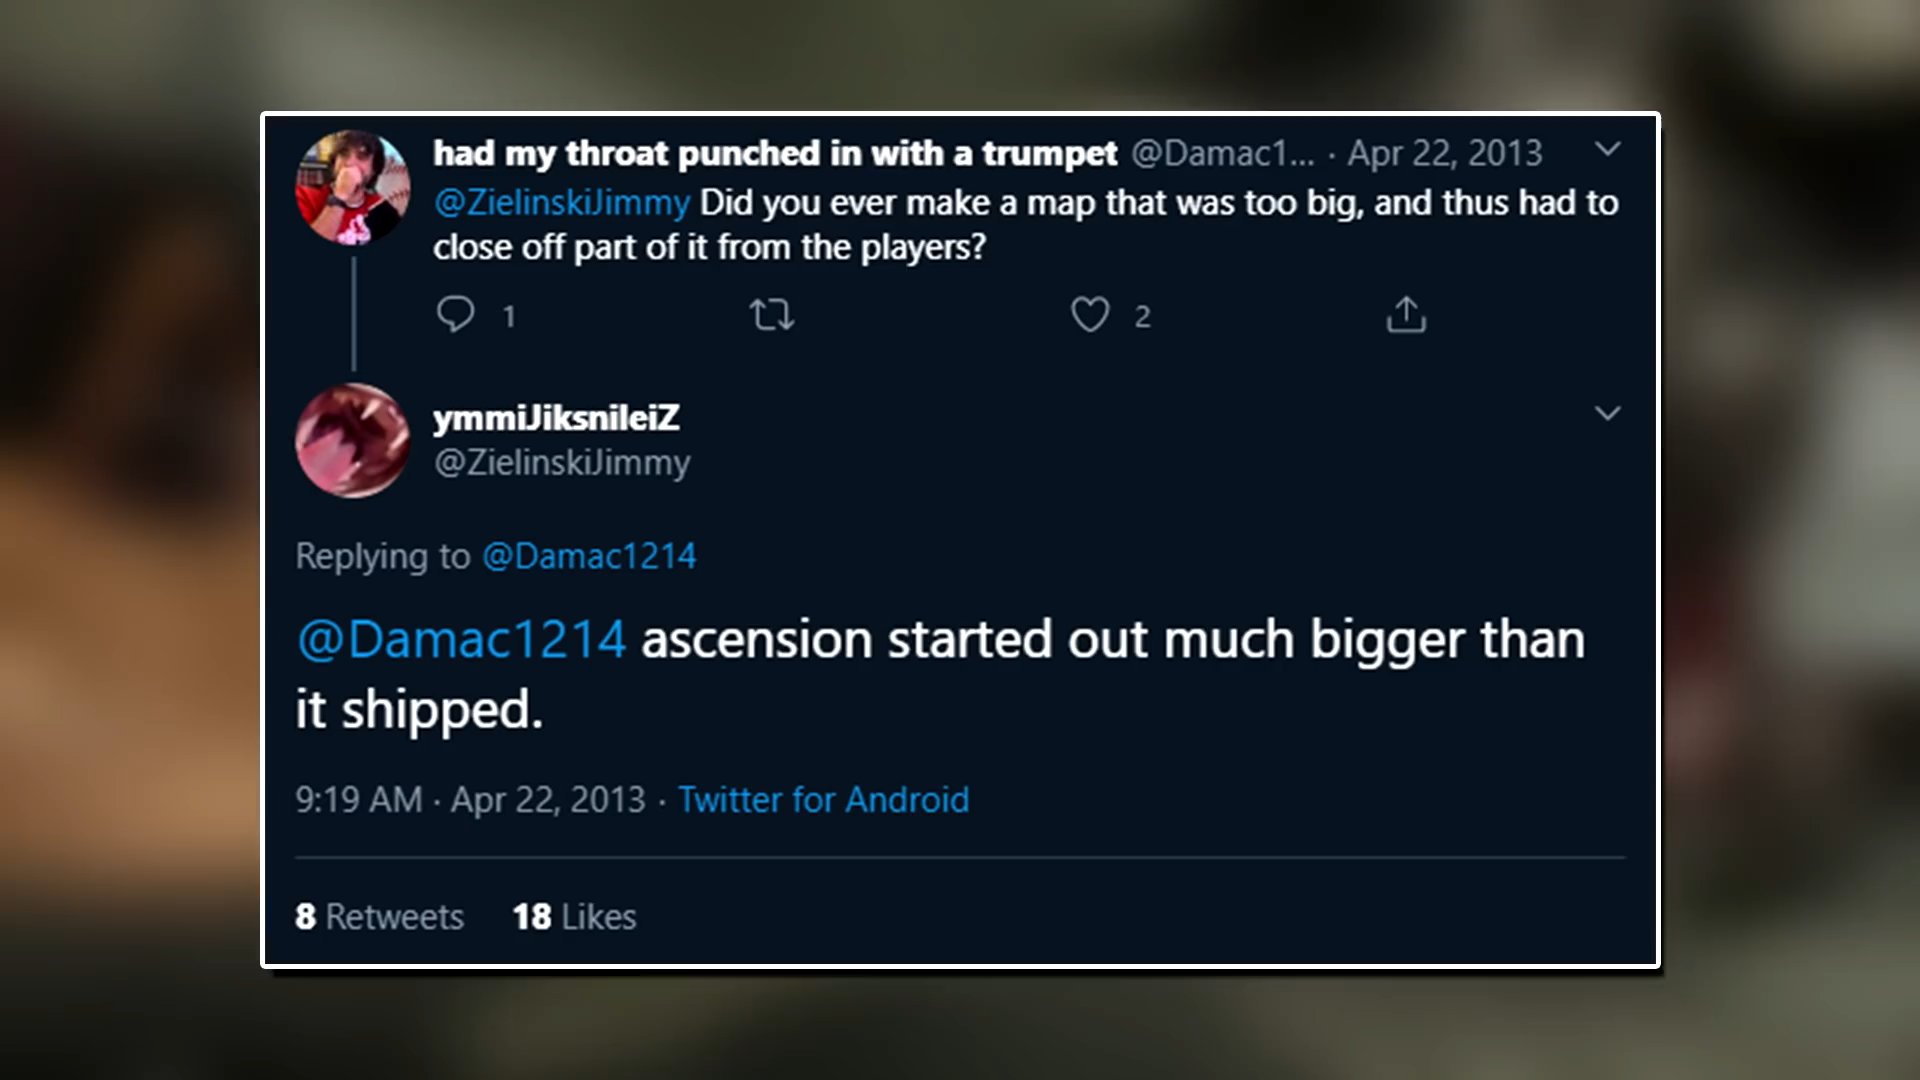 had my throat punched in with a trumpet @Damac1... · Apr 22, 2013
@ZielinskiJimmy Did you ever make a map that was too big, and thus had to
close off part of it from the players?
1 2
ymmiJiksnileiZ
@ZielinskiJimmy
Replying to @Damac1214
@Damac1214 ascension started out much bigger than
it shipped.
9:19 AM · Apr 22, 2013 · Twitter for Android
8 Retweets 18 Likes